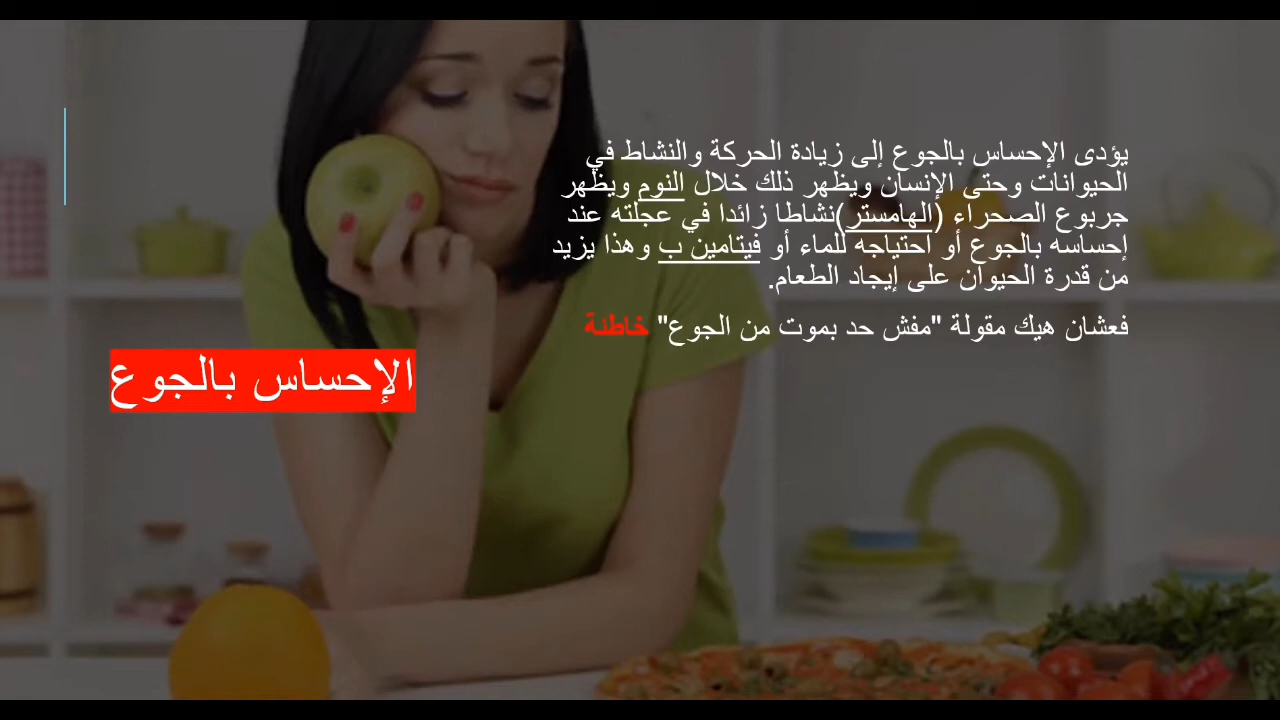 يؤدى الإحساس بالجوع إلى زيادة الحركة والنشاط في
الحيوانات وحتى الإنسان ويظهر ذلك خلال النوم ويظهر
جربوع الصحراء (الهامستر)نشاطا زائدا في عجلته عند
إحساسه بالجوع أو احتياجه للماء أو فيتامين ب وهذا يزيد
من قدرة الحيوان على إيجاد الطعام.
فعشان هيك مقولة "مفش حد بموت من الجوع" خاطئة
الإحساس بالجوع